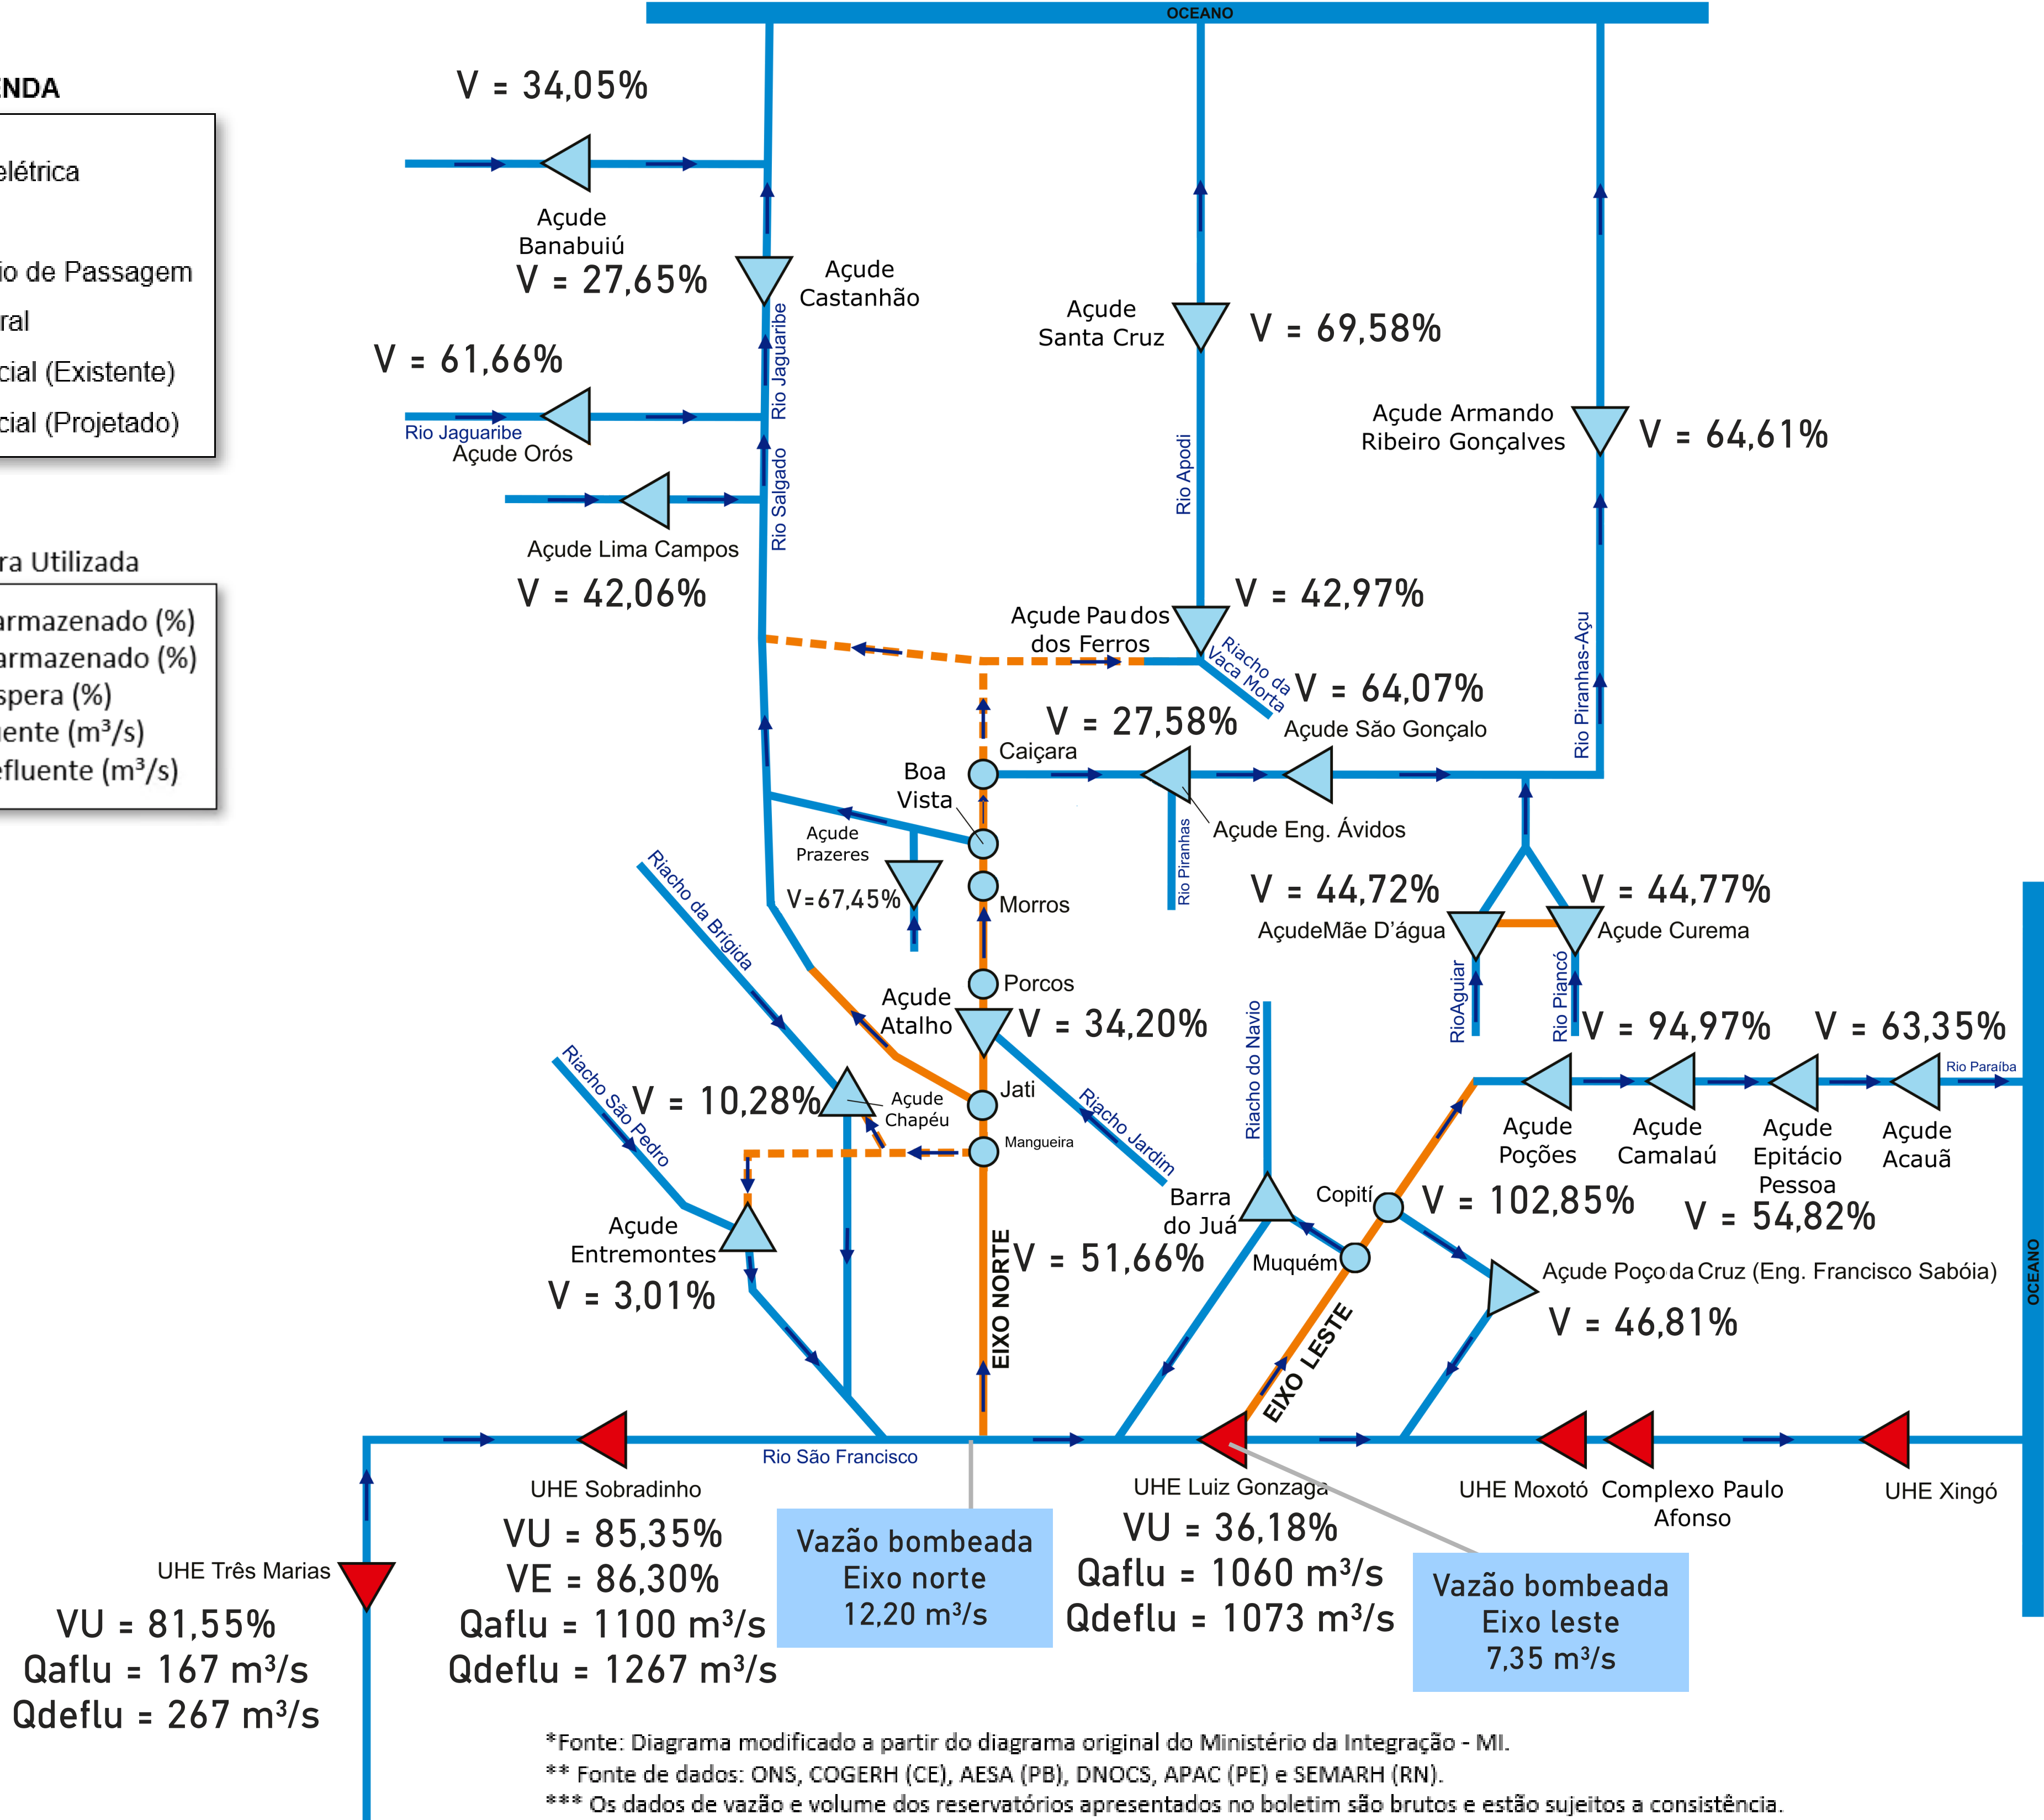 OCEANO
V = 34,05%
ENDA
elétrica
io de Passagem
ral
cial (Existente)
cial (Projetado)
Açude
Banabuiú
V = 27,65%
Açude
Castanhão
Rio Jaguaribe
Açude
Santa Cruz
V = 69,58%
V = 61,66%
Rio Jaguaribe
Açude Orós
Açude Armando
Ribeiro Gonçalves
V = 64,61%
Rio Salgado
Rio Apodi
Açude Lima Campos
V = 42,06%
ra Utilizada
armazenado (%)
armazenado (%)
spera (%)
uente (m³/s)
efluente (m³/s)
Açude Pau dos
dos Ferros
V = 42,97%
Riacho da
Vaca Morta
Rio Piranhas-Açu
V = 64,07%
V = 27,58%
Açude São Gonçalo
Caiçara
Boa
Vista
Açude Eng. Ávidos
Rio Piranhas
Açude
Prazeres
V=67,45%
Morros
Riacho da Brígida
V = 44,72%
V = 44,77%
AçudeMãe D'água
Açude Curema
RioAguiar
Rio Piancó
Porcos
Açude
Atalho
V = 34,20%
Riacho do Navio
V = 94,97%
V = 63,35%
Rio Paraíba
Riacho São Pedro
V = 10,28%
Açude
Chapéu
Jati
Mangueira
Riacho Jardim
Açude
Poções
Açude
Camalaú
Açude
Epitácio
Pessoa
Açude
Acauã
Barra
do Juá
Copití
V = 102,85%
V = 54,82%
Açude
Entremontes
V = 3,01%
EIXO NORTE
V = 51,66%
Muquém
Açude Poço da Cruz (Eng. Francisco Sabóia)
V = 46,81%
OCEANO
EIXO LESTE
Rio São Francisco
UHE Sobradinho
VU = 85,35%
VE = 86,30%
Qaflu = 1100 m³/s
Qdeflu = 1267 m³/s
Vazão bombeada
Eixo norte
12,20 m³/s
UHE Luiz Gonzaga
VU = 36,18%
Qaflu = 1060 m³/s
Qdeflu = 1073 m³/s
Vazão bombeada
Eixo leste
7,35 m³/s
UHE Moxotó
Complexo Paulo
Afonso
UHE Xingó
UHE Três Marias
VU = 81,55%
Qaflu = 167 m³/s
Qdeflu = 267 m³/s
*Fonte: Diagrama modificado a partir do diagrama original do Ministério da Integração - MI.
** Fonte de dados: ONS, COGERH (CE), AESA (PB), DNOCS, APAC (PE) e SEMARH (RN).
*** Os dados de vazão e volume dos reservatórios apresentados no boletim são brutos e estão sujeitos a consistência.